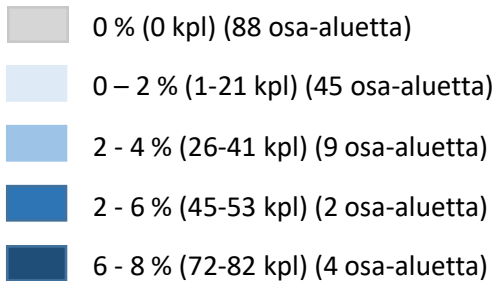 0 % (0 kpl) (88 osa-aluetta)
0 – 2 % (1-21 kpl) (45 osa-aluetta)
2 - 4 % (26-41 kpl) (9 osa-aluetta)
2 - 6 % (45-53 kpl) (2 osa-aluetta)
6 - 8 % (72-82 kpl) (4 osa-aluetta)